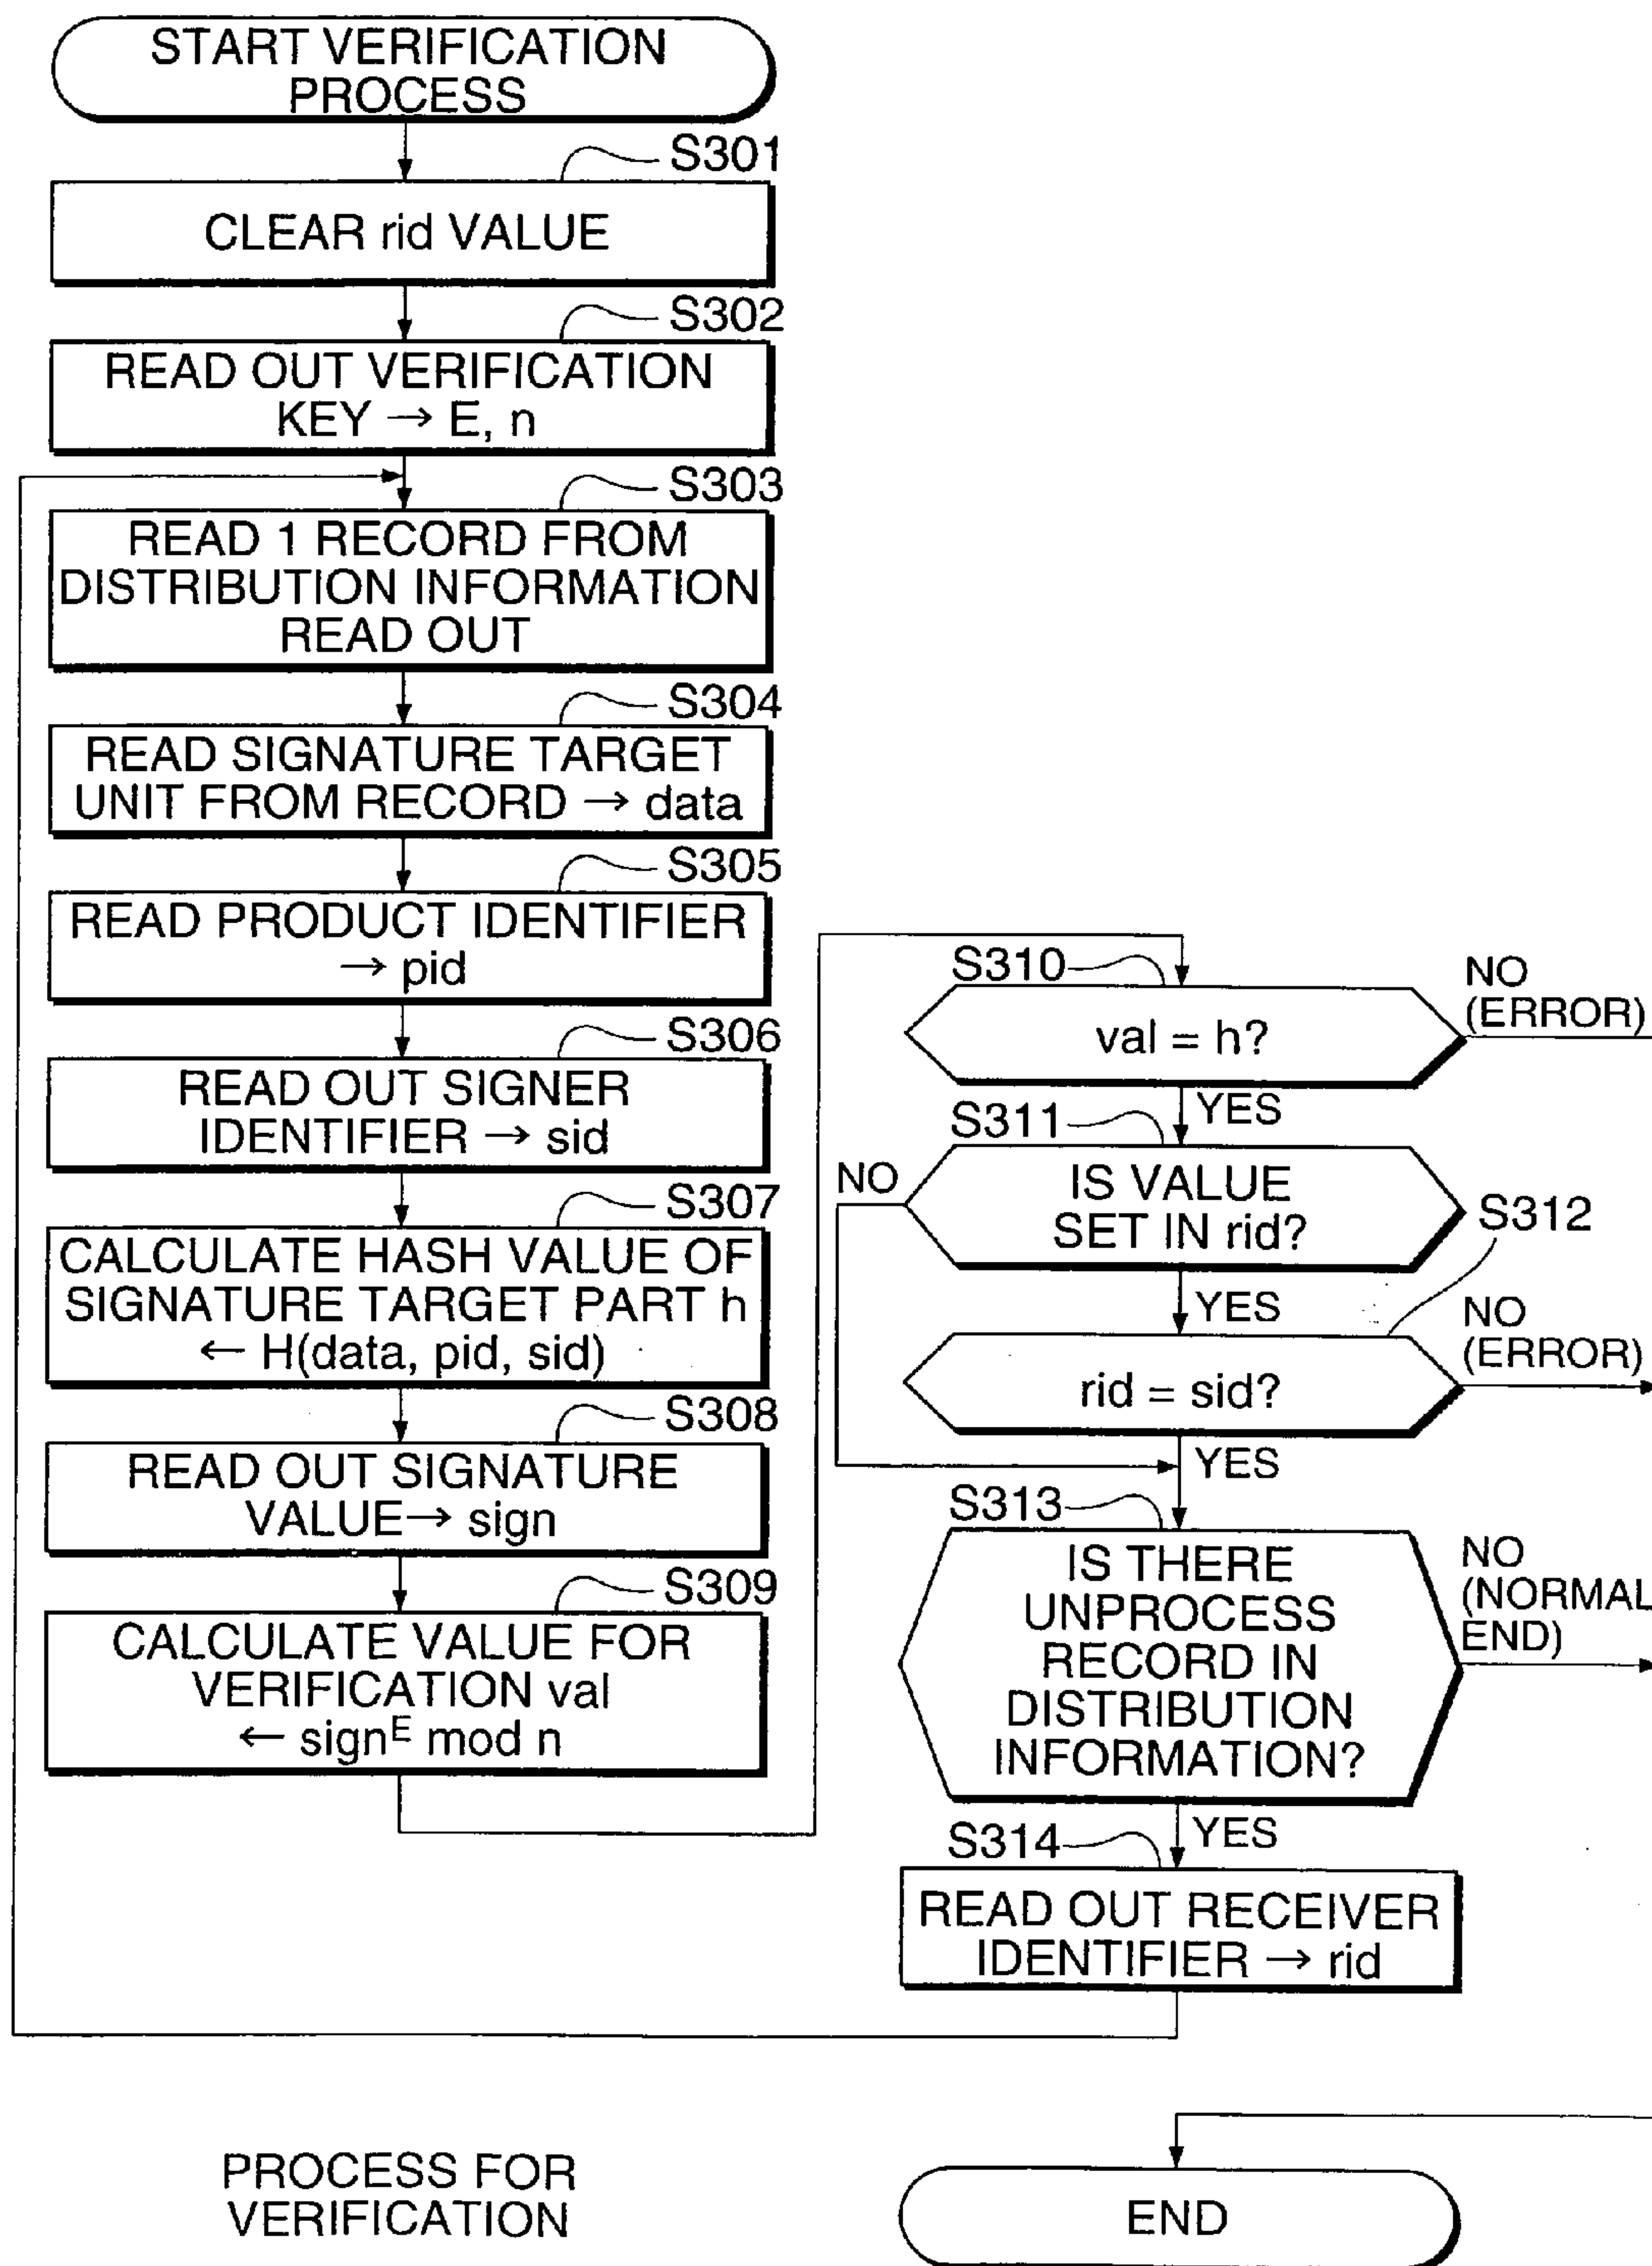 START VERIFICATION
PROCESS
S301
CLEAR rid VALUE
S302
READ OUT VERIFICATION
KEY → E, n
S303
READ 1 RECORD FROM
DISTRIBUTION INFORMATION
READ OUT
S304
READ SIGNATURE TARGET
UNIT FROM RECORD → data
S305
READ PRODUCT IDENTIFIER
→ pid
S306
READ OUT SIGNER
IDENTIFIER → sid
S307
CALCULATE HASH VALUE OF
SIGNATURE TARGET PART h
← H(data, pid, sid)
S308
READ OUT SIGNATURE
VALUE→ sign
S309
CALCULATE VALUE FOR
VERIFICATION val
← sign^E mod n
S310
val = h?
NO
(ERROR)
YES
S311
IS VALUE
SET IN rid?
NO
YES
S312
rid = sid?
NO
(ERROR)
YES
S313
IS THERE
UNPROCESS
RECORD IN
DISTRIBUTION
INFORMATION?
NO
(NORMAL
END)
YES
S314
READ OUT RECEIVER
IDENTIFIER → rid
END
PROCESS FOR
VERIFICATION